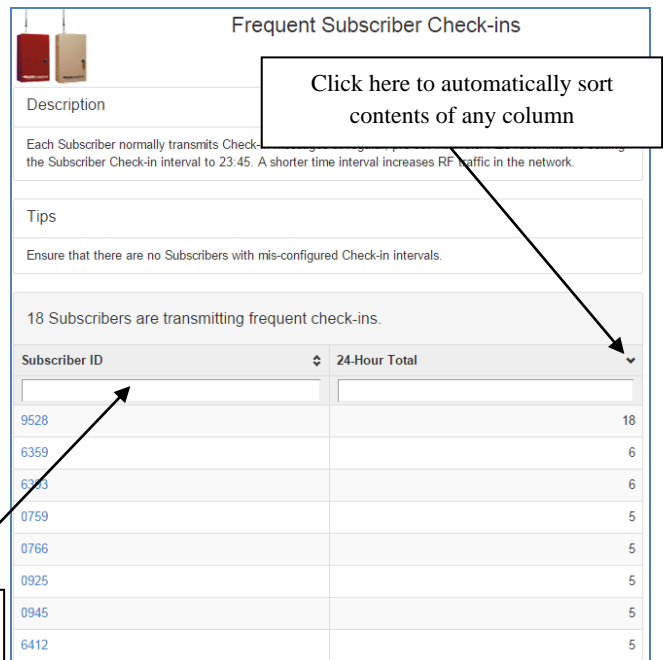 Frequent Subscriber Check-ins
Click here to automatically sort
contents of any column
Description
Each Subscriber normally transmits Check-
the Subscriber Check-in interval to 23:45. A shorter time interval increases RF traffic in the network.
Tips
Ensure that there are no Subscribers with mis-configured Check-in intervals.
18 Subscribers are transmitting frequent check-ins.
Subscriber ID 24-Hour Total
9528 18
6359 6
6393 6
0759 5
0766 5
0925 5
0945 5
6412 5